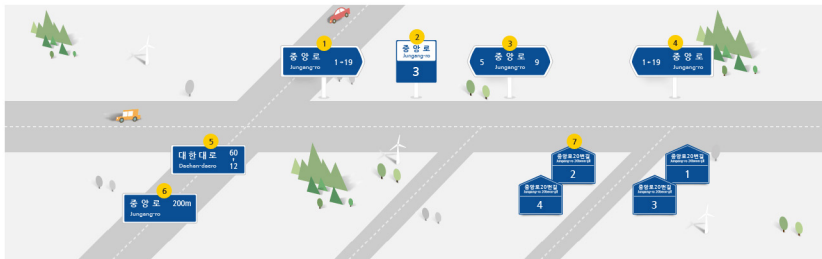 1
중앙로 1→19
Jungang-ro
2
중앙로
Jungang-ro
3
3
5 중앙로 9
Jungang-ro
4
1→19 중앙로
Jungang-ro
5
대한대로 60
Daehan-daero 12
6
중앙로 200m
Jungang-ro
7
중앙로20번길
2
중앙로20번길
4
중앙로20번길
1
중앙로20번길
3